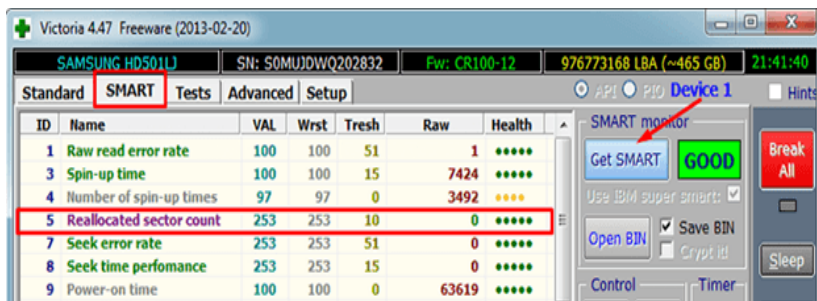 Victoria 4.47 Freeware (2013-02-20)
SAMSUNG HD501LJ SN: S0MUJDWQ202832 Fw: CR100-12 976773168 LBA (~465 GB) 21:41:40
Standard SMART Tests Advanced Setup API PIO Device 1 Hints
ID Name VAL Wrst Tresh Raw Health SMART monitor
1 Raw read error rate 100 100 51 1 Get SMART GOOD Break All
3 Spin-up time 100 100 15 7424
4 Number of spin-up times 97 97 0 3492 Use IBM super smart:
5 Reallocated sector count 253 253 10 0 Open BIN Save BIN
7 Seek error rate 253 253 51 0 Crypt it!
8 Seek time perfomance 253 253 15 0 Sleep
9 Power-on time 100 100 0 63619 Control Timer